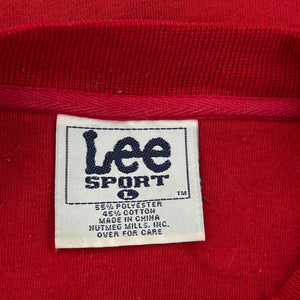 Lee
SPORT
L
™
55% POLYESTER
45% COTTON
MADE IN CHINA
NUTMEG MILLS, INC.
OVER FOR CARE